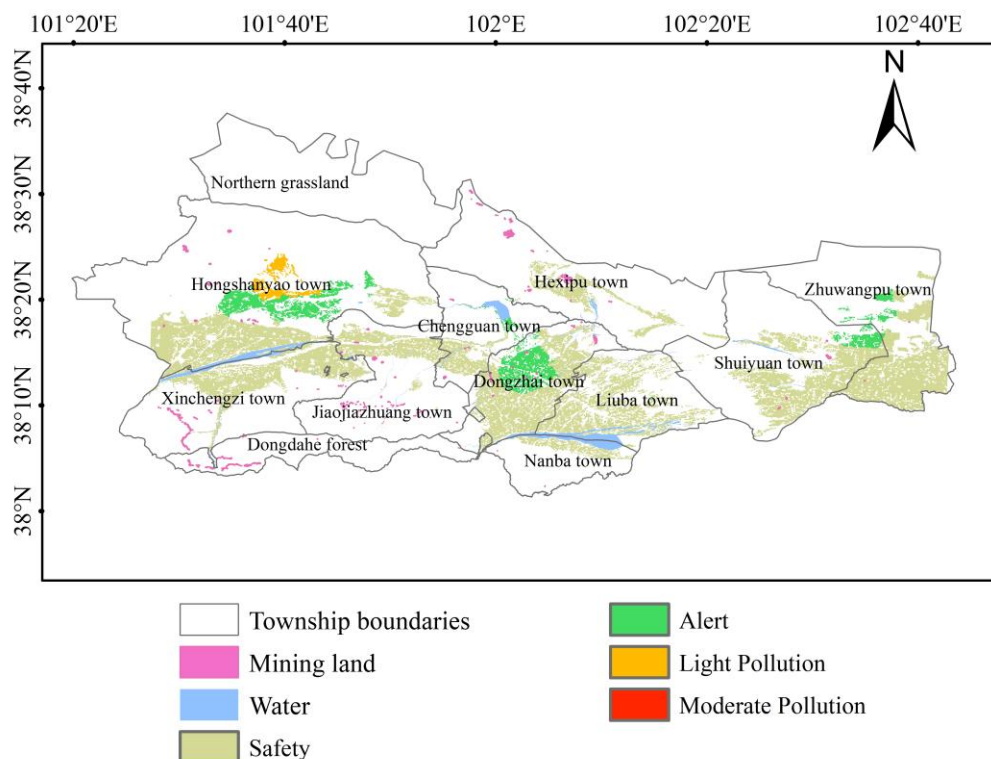 101°20'E 101°40'E 102°E 102°20'E 102°40'E
38°40'N
38°30'N
38°20'N
38°10'N
38°N
N
Northern grassland
Hongshanyao town
Hexipu town
Zhuwangpu town
Chengguan town
Shuiyuan town
Dongzhai town
Xinchengzi town
Liuba town
Jiaojiazhuang town
Dongdahe forest
Nanba town
Township boundaries
Mining land
Water
Safety
Alert
Light Pollution
Moderate Pollution